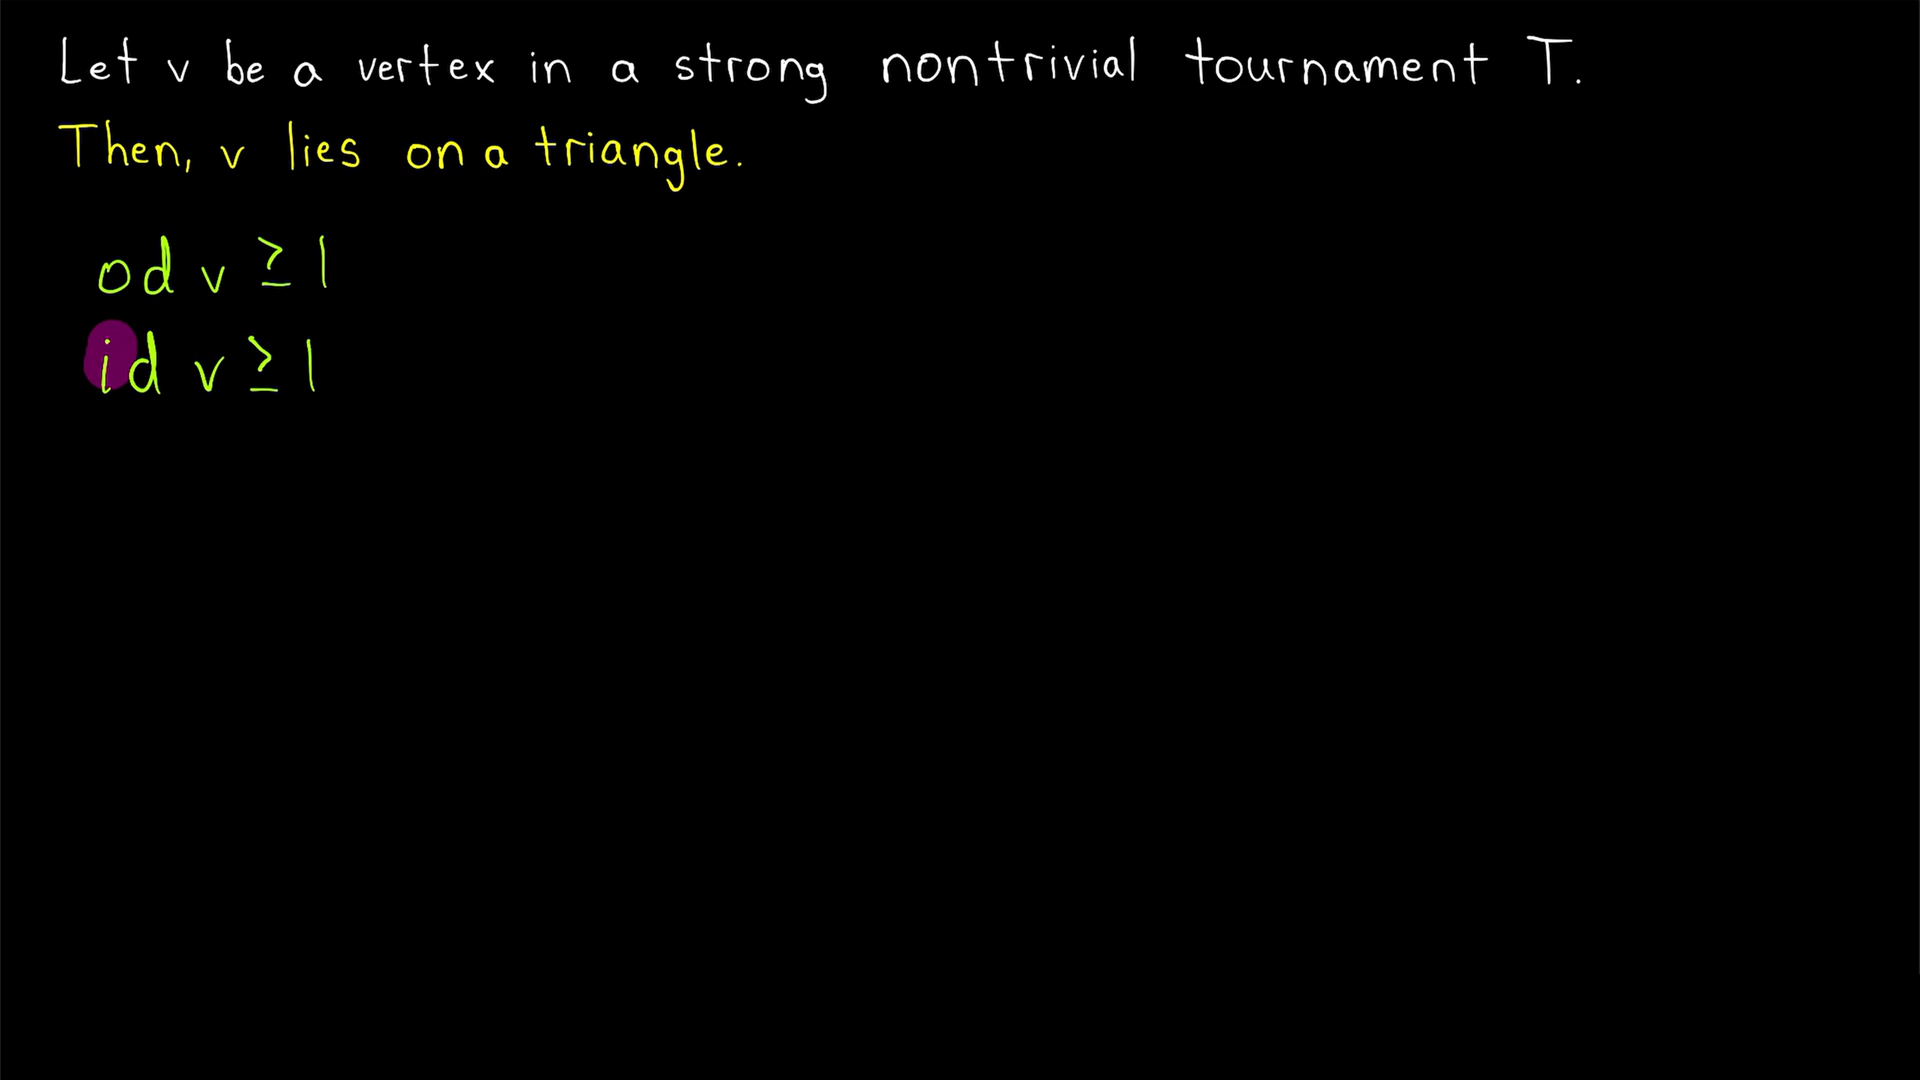 Let v be a vertex in a strong nontrivial tournament T.
Then, v lies on a triangle.
od v ≥ 1
id v ≥ 1